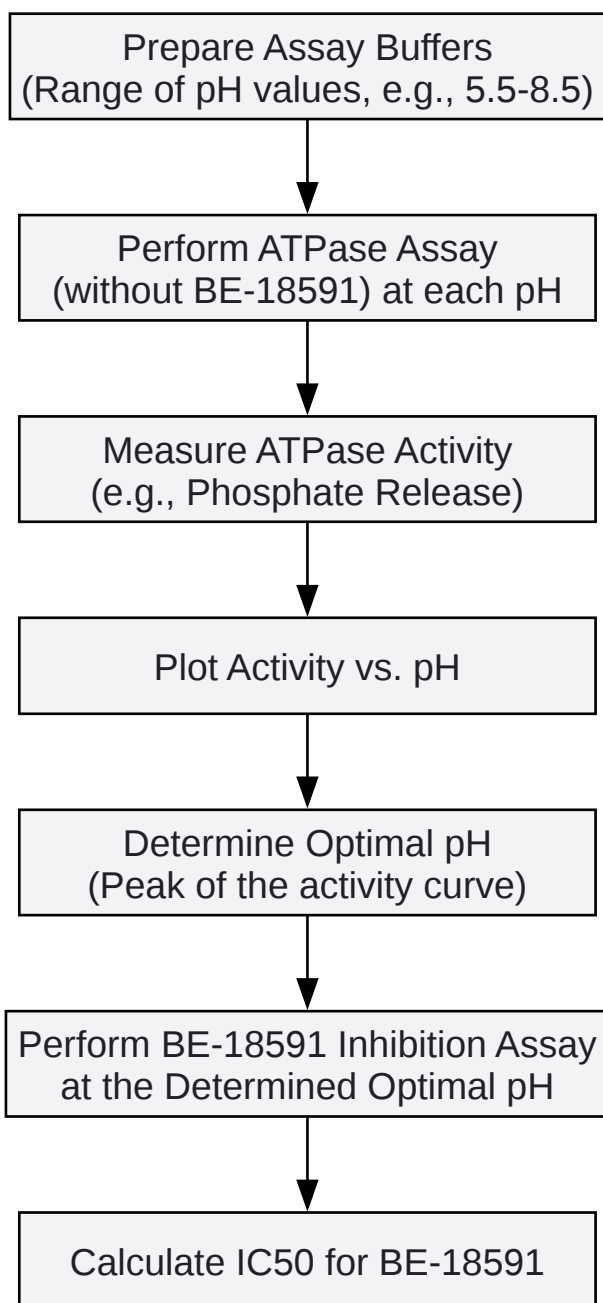 Prepare Assay Buffers
(Range of pH values, e.g., 5.5-8.5)
Perform ATPase Assay
(without BE-18591) at each pH
Measure ATPase Activity
(e.g., Phosphate Release)
Plot Activity vs. pH
Determine Optimal pH
(Peak of the activity curve)
Perform BE-18591 Inhibition Assay
at the Determined Optimal pH
Calculate IC50 for BE-18591